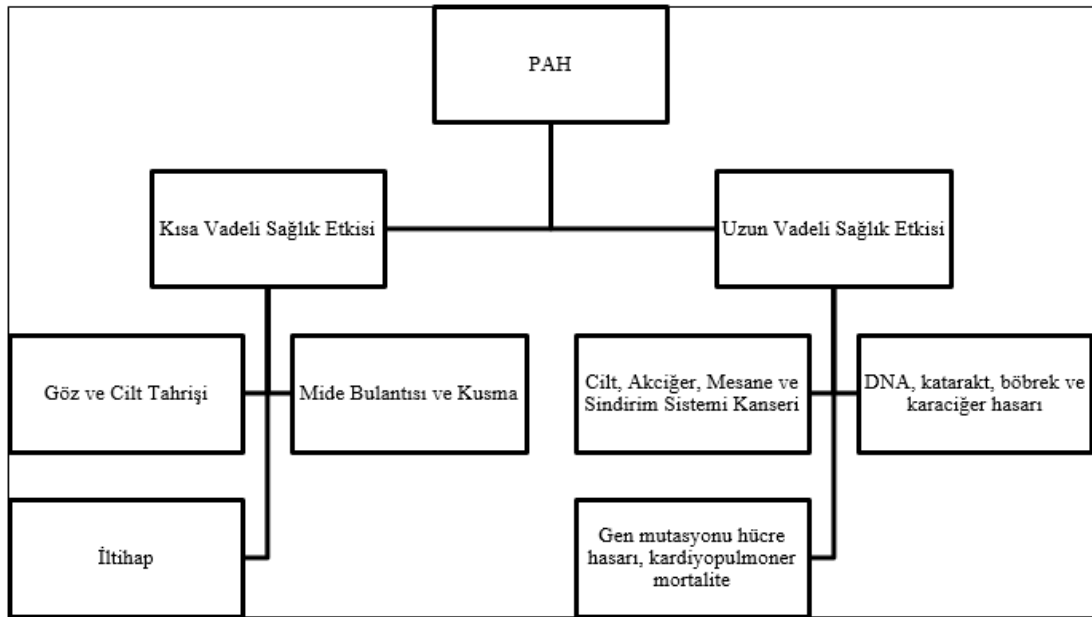 PAH
Kısa Vadeli Sağlık Etkisi
Uzun Vadeli Sağlık Etkisi
Göz ve Cilt Tahrişi
Mide Bulantısı ve Kusma
Cilt, Akciğer, Mesane ve
Sindirim Sistemi Kanseri
DNA, katarakt, böbrek ve
karaciğer hasarı
İltihap
Gen mutasyonu hücre
hasarı, kardiyopulmoner
mortalite